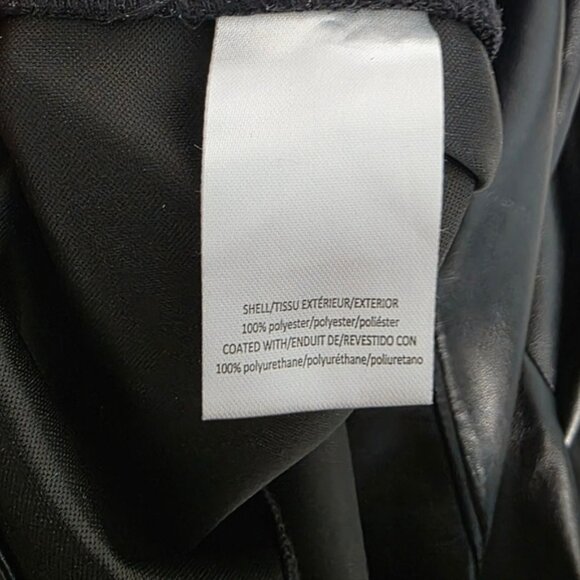 SHELL/TISSU EXTÉRIEUR/EXTERIOR
100% polyester/polyester/poliéster
COATED WITH/ENDUIT DE/REVESTIDO CON
100% polyurethane/polyuréthane/poliuretano